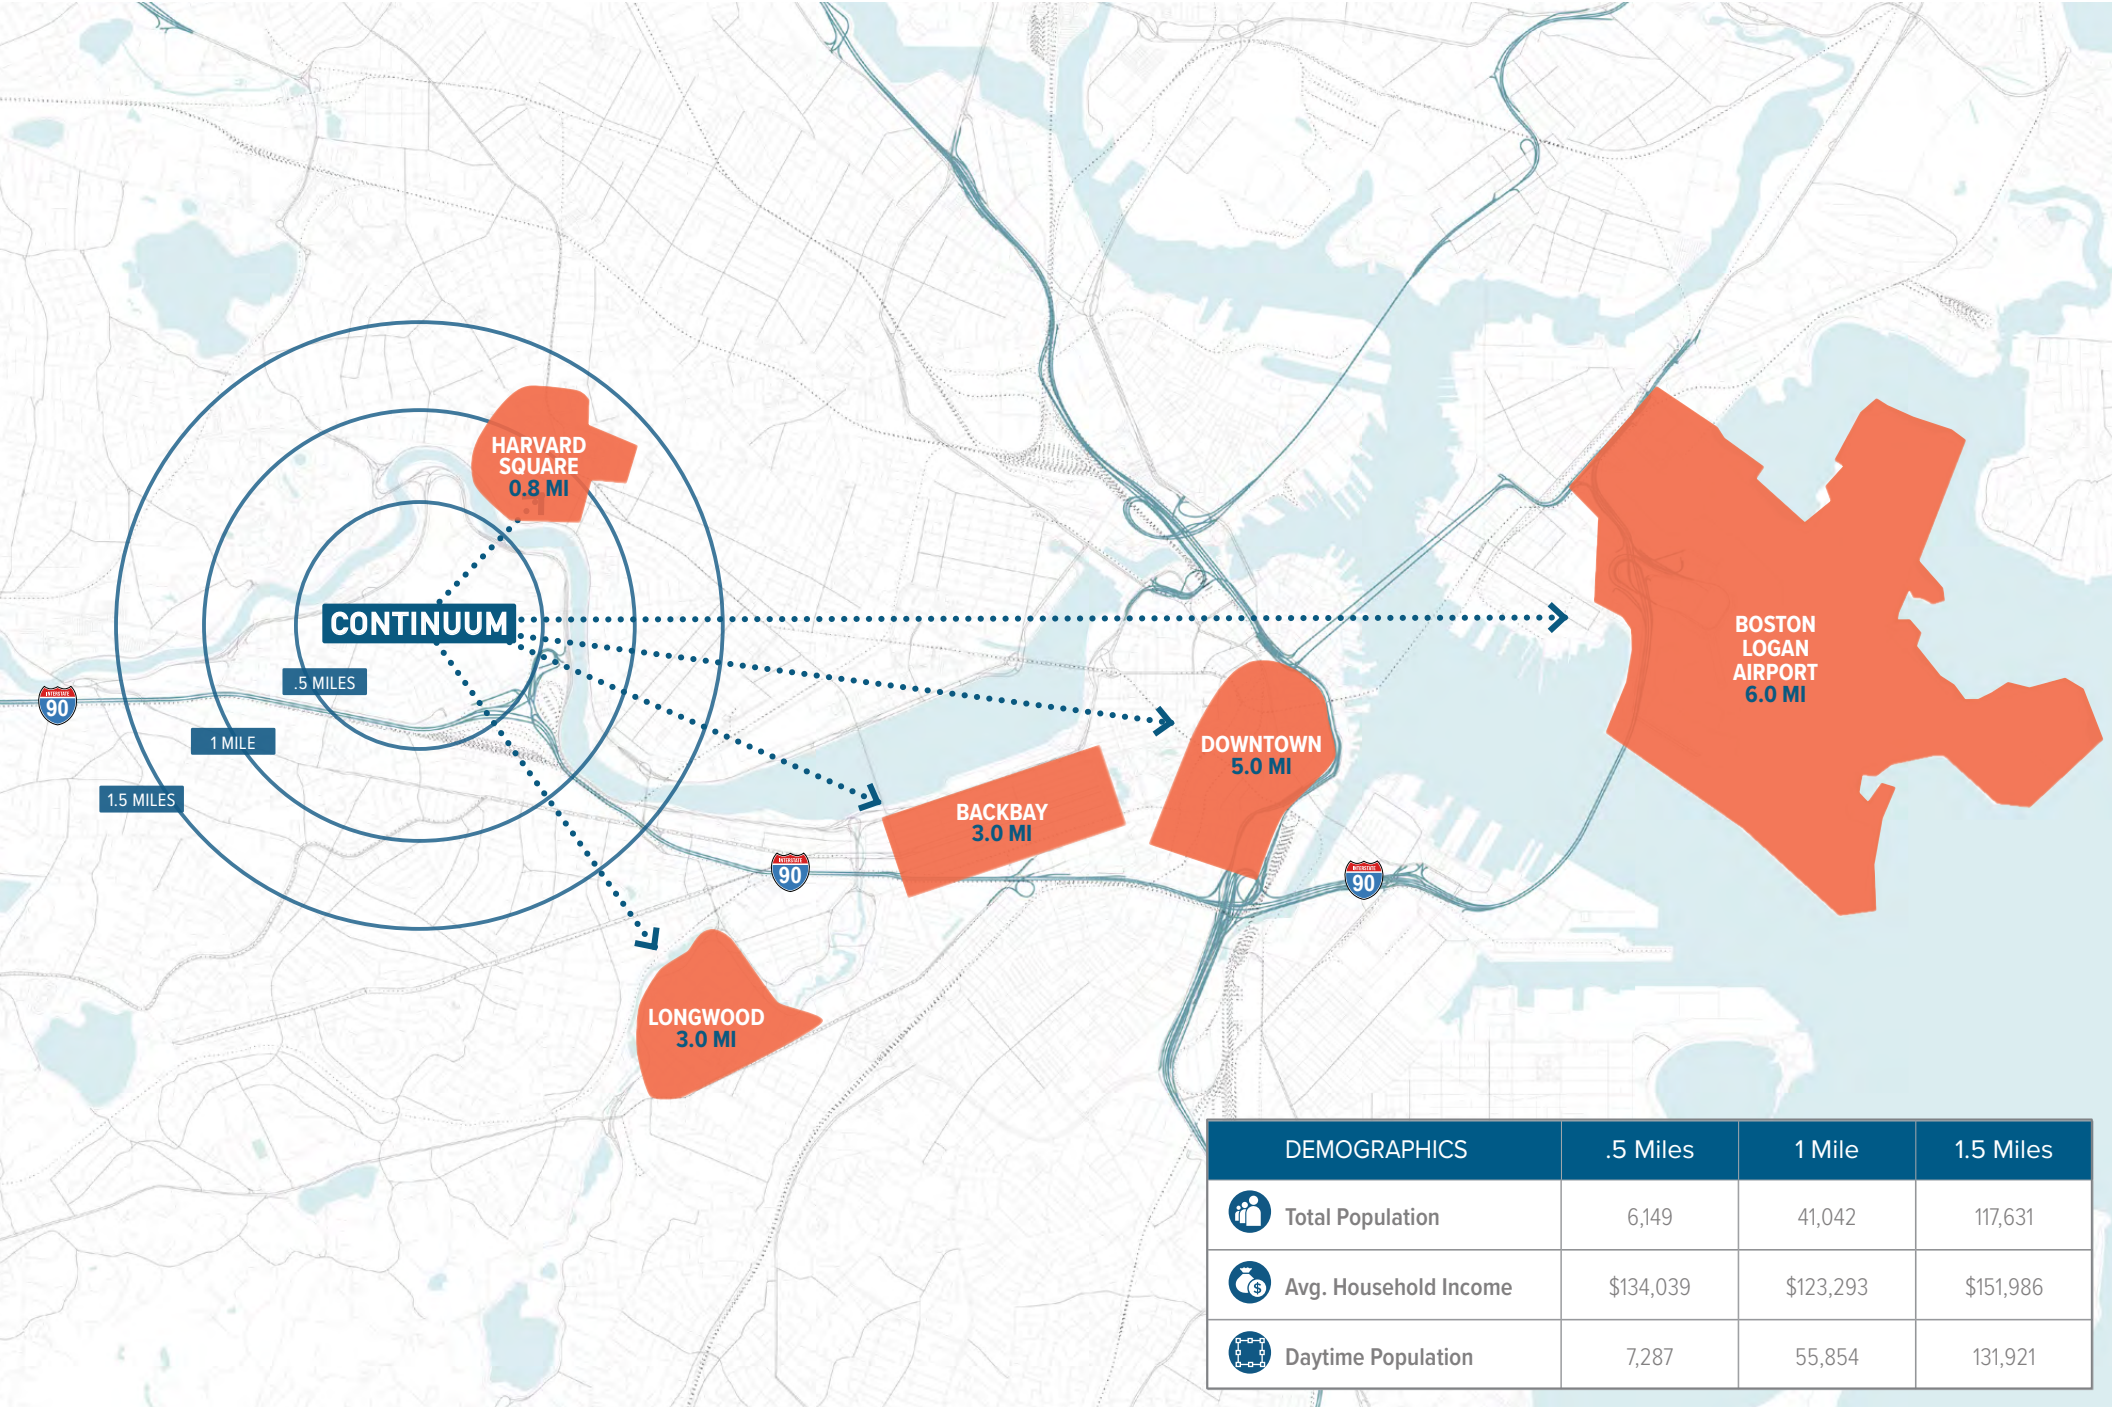 HARVARD
SQUARE
0.8 MI
CONTINUUM
.5 MILES
1 MILE
1.5 MILES
INTERSTATE
90
BOSTON
LOGAN
AIRPORT
6.0 MI
DOWNTOWN
5.0 MI
BACKBAY
3.0 MI
INTERSTATE
90
INTERSTATE
90
LONGWOOD
3.0 MI
DEMOGRAPHICS .5 Miles 1 Mile 1.5 Miles
Total Population 6,149 41,042 117,631
$ Avg. Household Income $134,039 $123,293 $151,986
Daytime Population 7,287 55,854 131,921